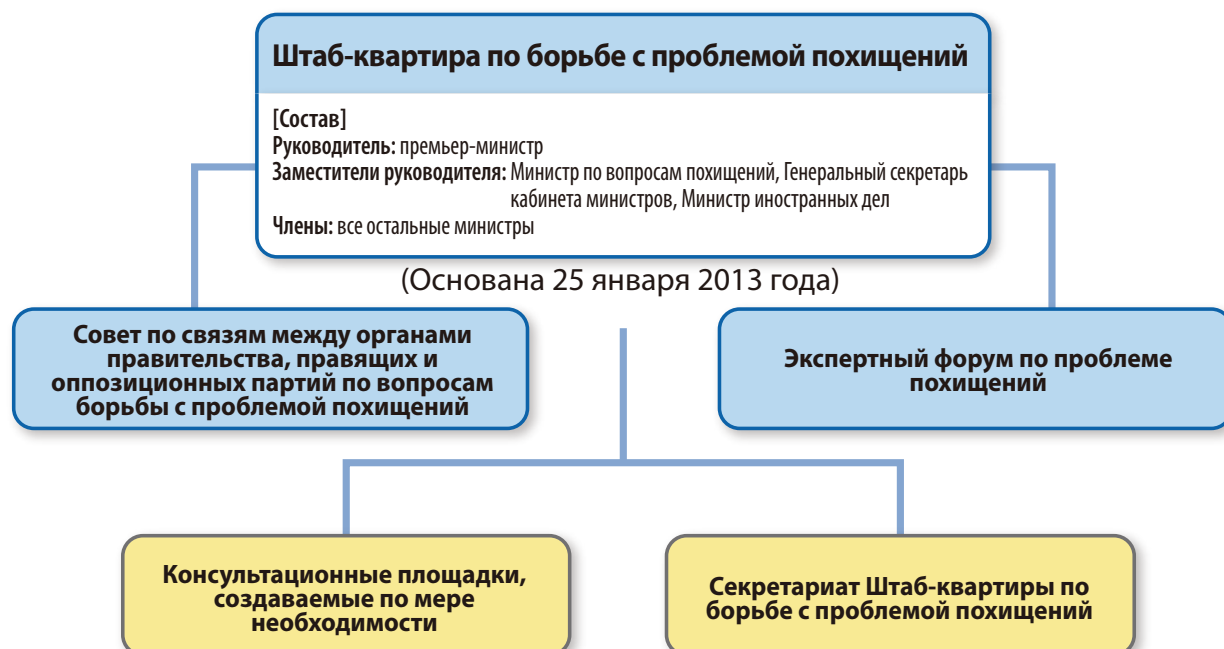 Штаб-квартира по борьбе с проблемой похищений
[Состав]
Руководитель: премьер-министр
Заместители руководителя: Министр по вопросам похищений, Генеральный секретарь
кабинета министров, Министр иностранных дел
Члены: все остальные министры
(Основана 25 января 2013 года)
Совет по связям между органами
правительства, правящих и
оппозиционных партий по вопросам
борьбы с проблемой похищений
Экспертный форум по проблеме
похищений
Консультационные площадки,
создаваемые по мере
необходимости
Секретариат Штаб-квартиры по
борьбе с проблемой похищений